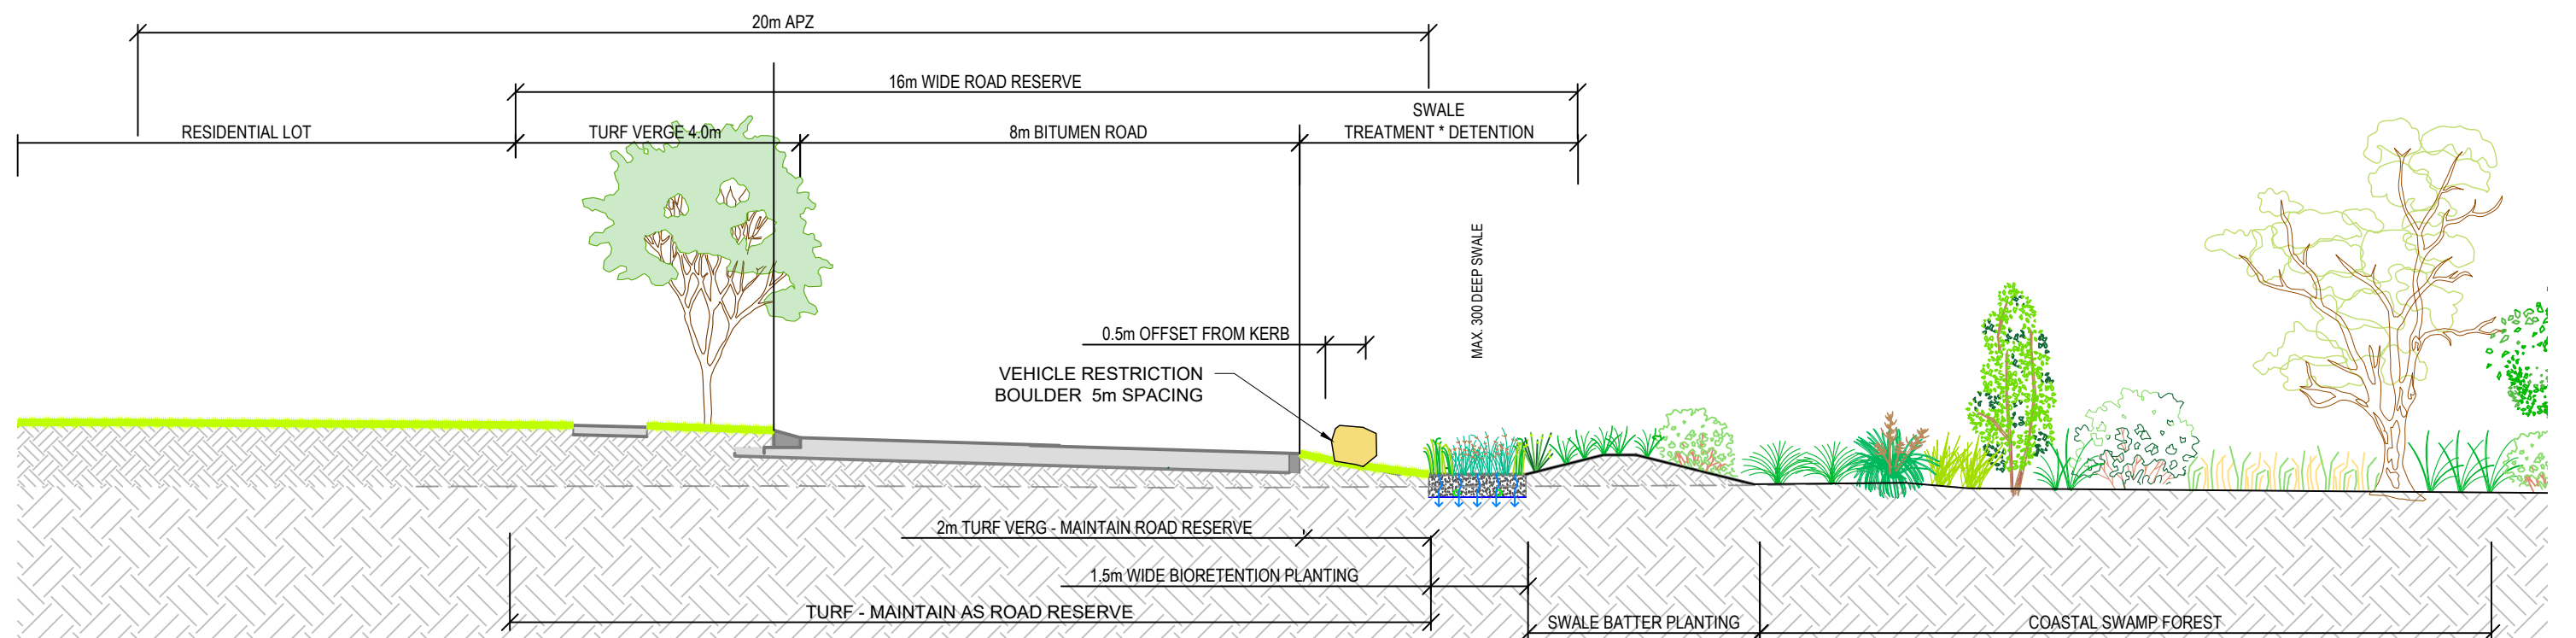 20m APZ
16m WIDE ROAD RESERVE
SWALE
RESIDENTIAL LOT
TURF VERGE 4.0m
8m BITUMEN ROAD
TREATMENT * DETENTION
MAX. 300 DEEP SWALE
0.5m OFFSET FROM KERB
VEHICLE RESTRICTION
BOULDER 5m SPACING
2m TURF VERG - MAINTAIN ROAD RESERVE
1.5m WIDE BIORETENTION PLANTING
TURF - MAINTAIN AS ROAD RESERVE
SWALE BATTER PLANTING
COASTAL SWAMP FOREST